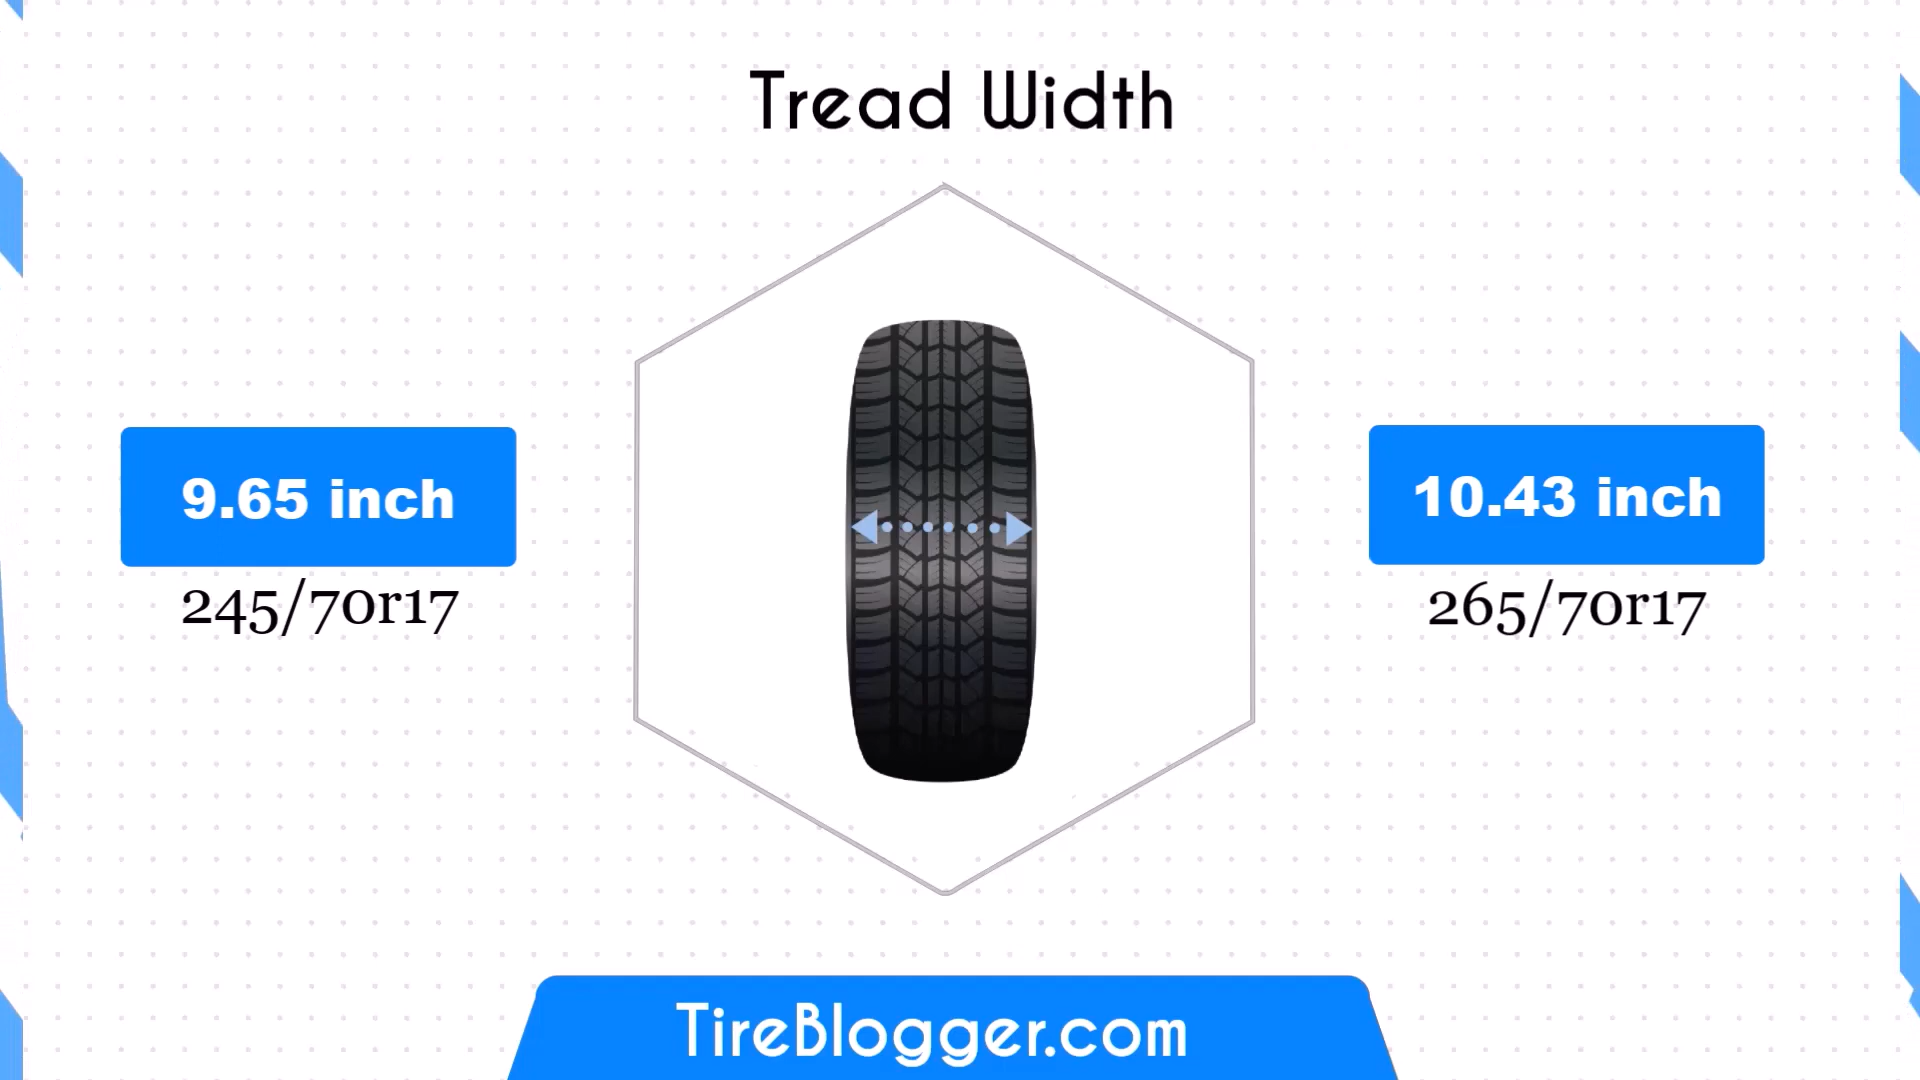 Tread Width
9.65 inch
245/70r17
10.43 inch
265/70r17
TireBlogger.com